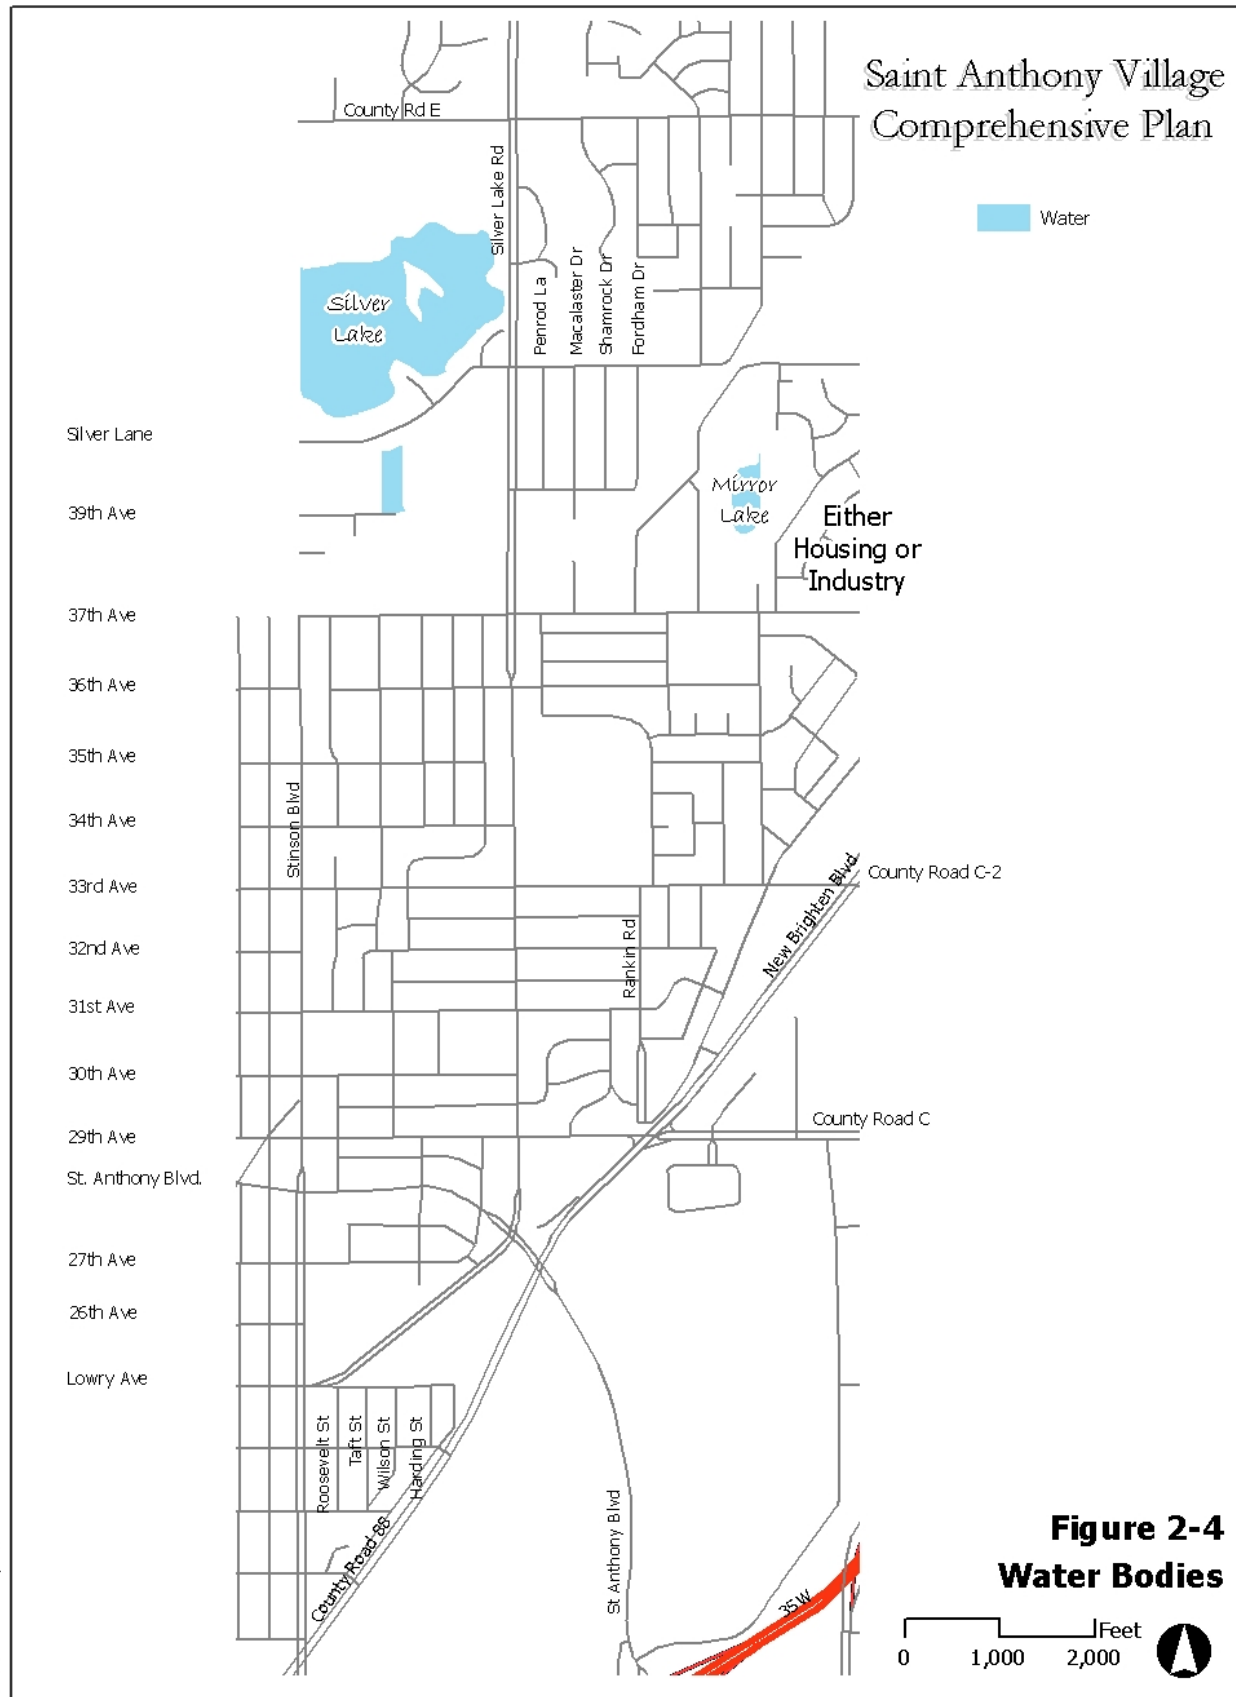 Saint Anthony Village
Comprehensive Plan
County Rd E
Silver Lake Rd
Water
Silver
Lake
Penrod La
Macalaster Dr
Shamrock Dr
Fordham Dr
Silver Lane
Mirror
Lake
39th Ave
Either
Housing or
Industry
37th Ave
36th Ave
35th Ave
Stinson Blvd
34th Ave
33rd Ave
County Road C-2
New Brighten Blvd
32nd Ave
Rankin Rd
31st Ave
30th Ave
County Road C
29th Ave
St. Anthony Blvd.
27th Ave
26th Ave
Lowry Ave
Roosevelt St
Taft St
Wilson St
Harding St
County Road 88
St Anthony Blvd
35W
Figure 2-4
Water Bodies
Feet
0 1,000 2,000